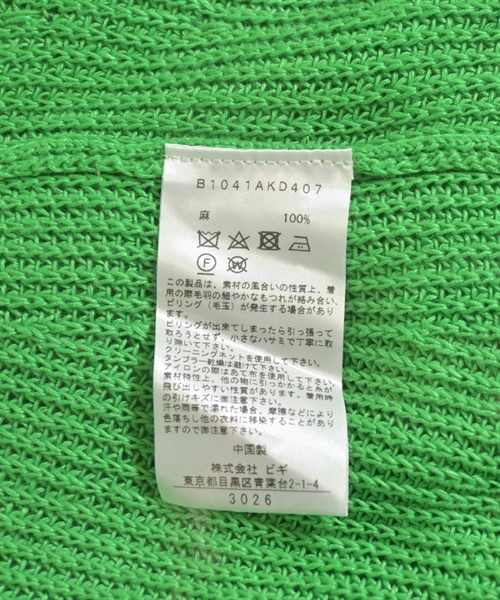 B1041AKD407
麻 100%
F W
この製品は、素材の風合いの性質上、着
用の際毛羽の細やかなもつれが絡み合い、
ピリング(毛玉)が発生する場合があり
ます。
ピリングが出来てしまったら引っ張って
取ろうとせず、小さなハサミで丁寧に取
り除いて下さい。
クリーニングネットを使用して下さい。
タンブラー乾燥は避けて下さい。
アイロンの際はあて布を使用して下さい。
素材特性上、他の物に引っかかると糸が
飛び出しやすい性質があります。着用時
の引けキズに御注意下さい。
汗や雨等で濡れた場合、摩擦などにより
色落ちし他の衣料に移染することがあり
ますので御注意下さい。
中国製
株式会社 ビギ
東京都目黒区青葉台2-1-4
3026